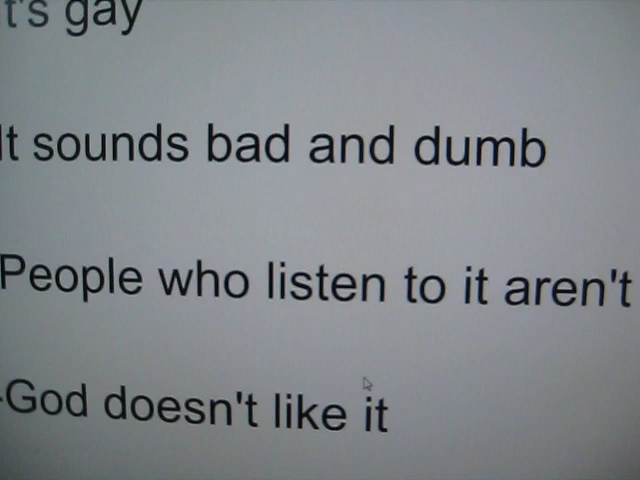 t's gay
It sounds bad and dumb
People who listen to it aren't
-God doesn't like it